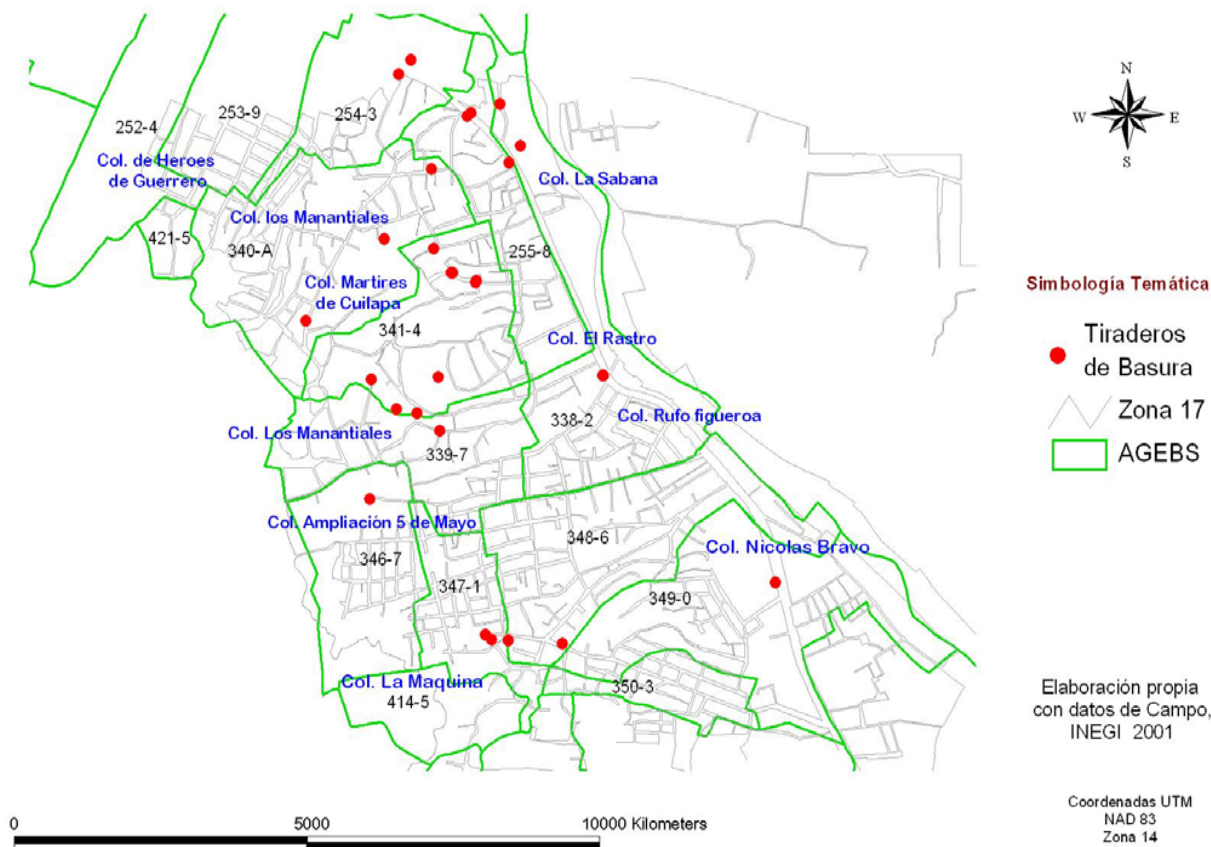 N
W E
S
252-4
253-9
254-3
Col. de Heroes
de Guerrero
Col. La Sabana
Col. los Manantiales
421-5
340-A
255-8
Col. Martires
de Cuilapa
341-4
Col. El Rastro
338-2
Col. Rufo figueroa
Col. Los Manantiales
339-7
Col. Ampliación 5 de Mayo
346-7
348-6
Col. Nicolas Bravo
347-1
349-0
Col. La Maquina
414-5
350-3
Simbología Temática
Tiraderos
de Basura
Zona 17
AGEBS
Elaboración propia
con datos de Campo,
INEGI 2001
Coordenadas UTM
NAD 83
Zona 14
0 5000 10000 Kilometers